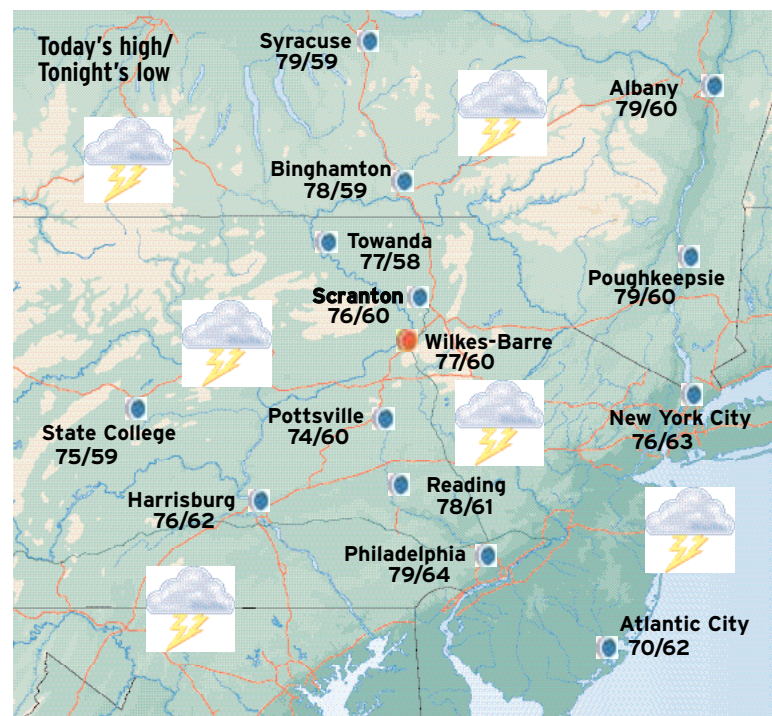 Today's high/
Tonight's low
Syracuse
79/59
Albany
79/60
Binghamton
78/59
Towanda
77/58
Poughkeepsie
79/60
Scranton
76/60
Wilkes-Barre
77/60
State College
75/59
Pottsville
74/60
New York City
76/63
Harrisburg
76/62
Reading
78/61
Philadelphia
79/64
Atlantic City
70/62